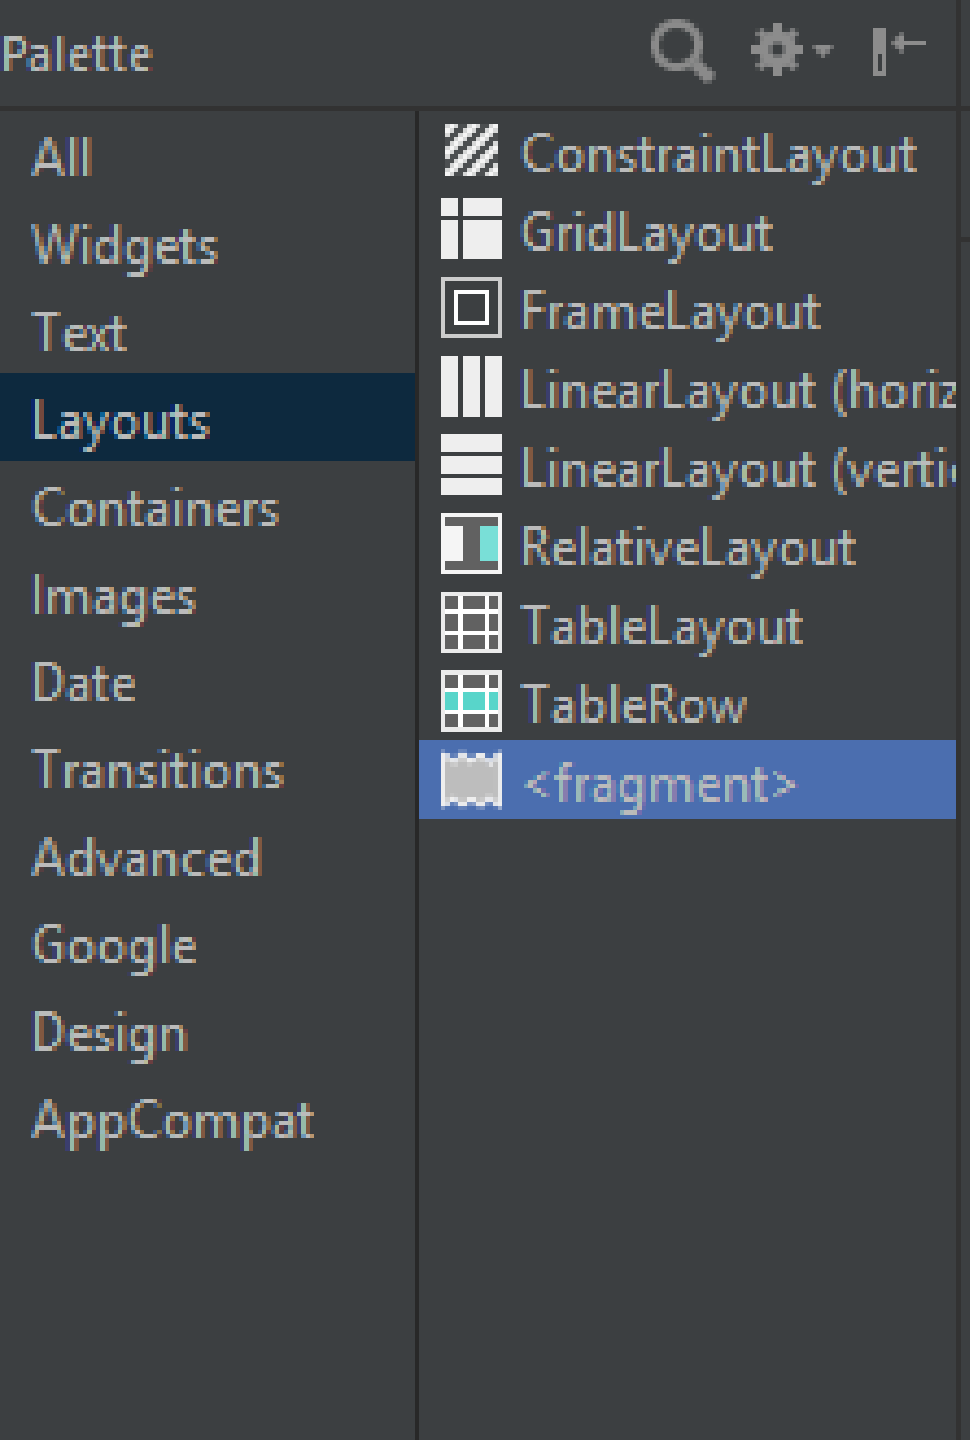 Palette
All
Widgets
Text
Layouts
Containers
Images
Date
Transitions
Advanced
Google
Design
AppCompat
ConstraintLayout
GridLayout
FrameLayout
LinearLayout (horiz
LinearLayout (verti
RelativeLayout
TableLayout
TableRow
<fragment>